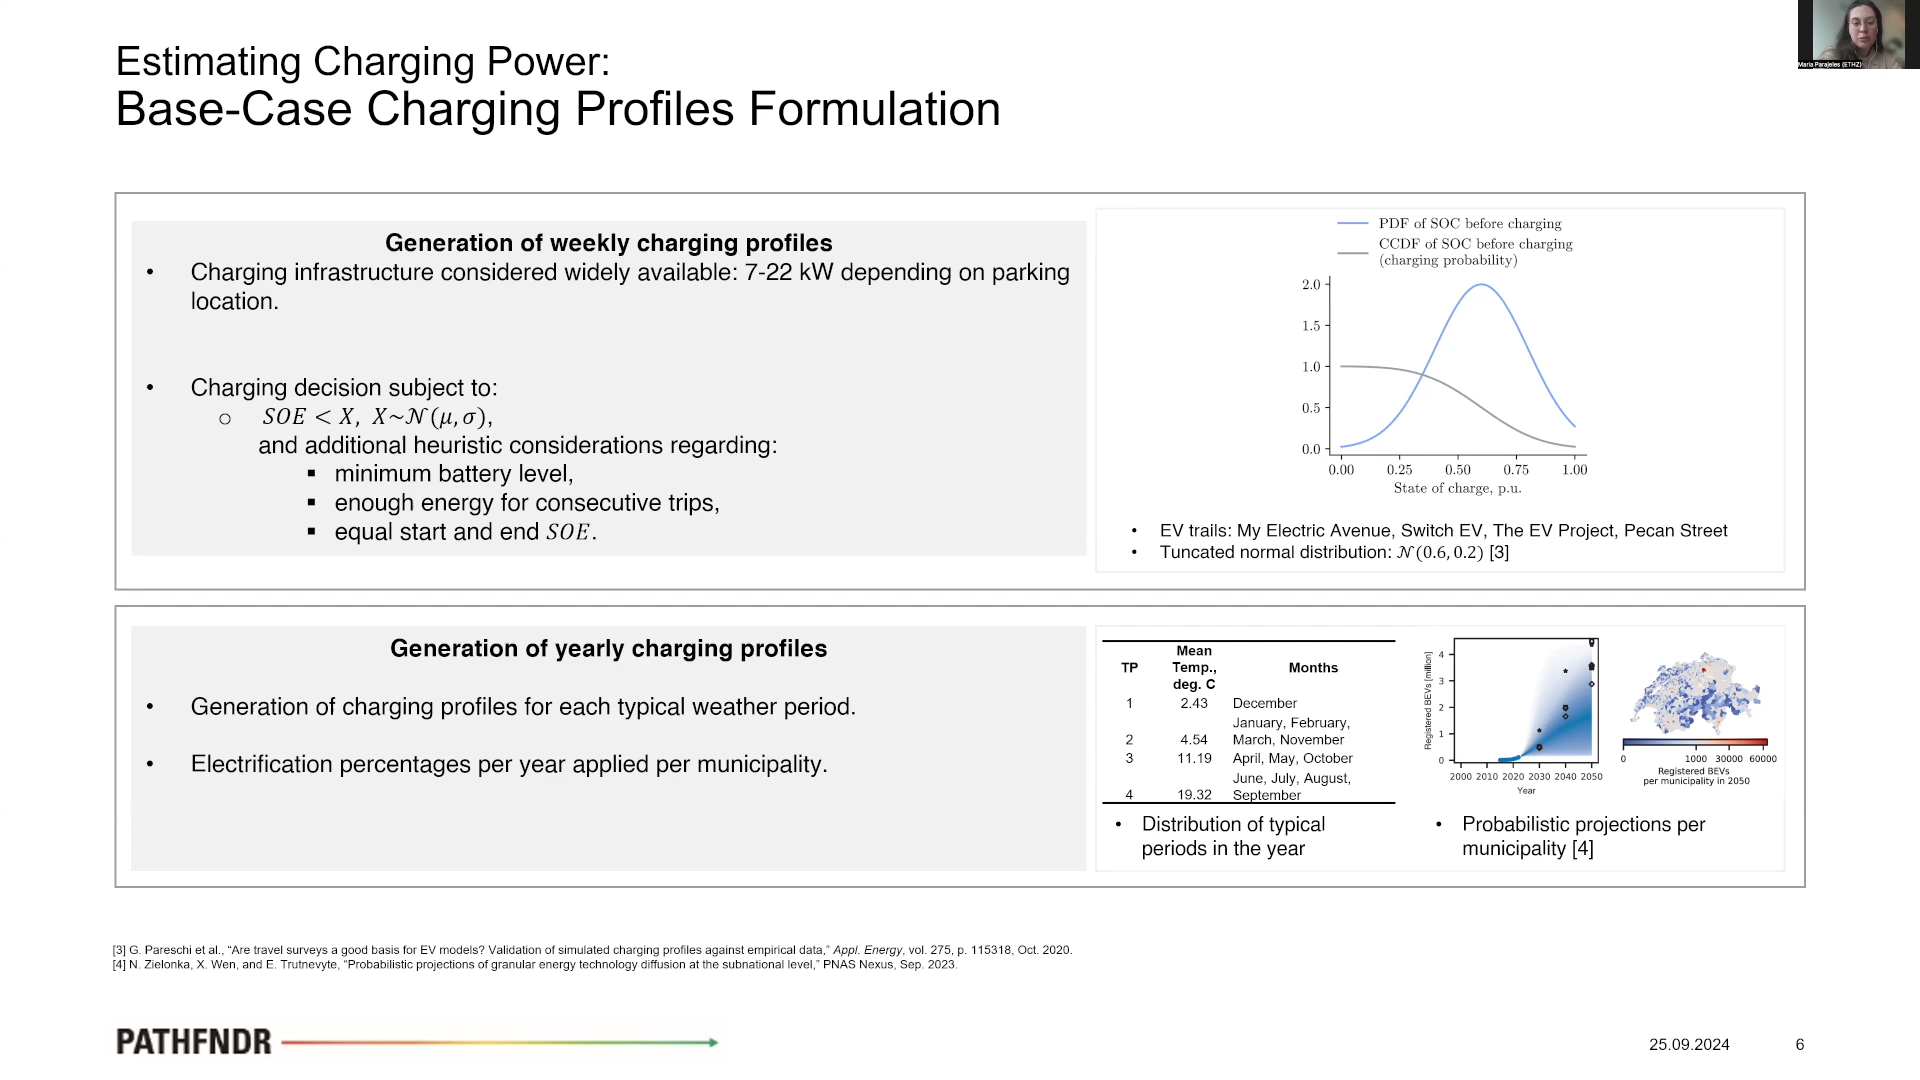 Maria Parajeles (ETHZ)
Estimating Charging Power:
Base-Case Charging Profiles Formulation
Generation of weekly charging profiles
• Charging infrastructure considered widely available: 7-22 kW depending on parking
location.
• Charging decision subject to:
○ SOE < X, X~𝒩(μ,σ),
and additional heuristic considerations regarding:
▪ minimum battery level,
▪ enough energy for consecutive trips,
▪ equal start and end SOE.
PDF of SOC before charging
CCDF of SOC before charging
(charging probability)
2.0
1.5
1.0
0.5
0.0
0.00 0.25 0.50 0.75 1.00
State of charge, p.u.
• EV trails: My Electric Avenue, Switch EV, The EV Project, Pecan Street
• Tuncated normal distribution: 𝒩(0.6,0.2) [3]
Generation of yearly charging profiles
• Generation of charging profiles for each typical weather period.
• Electrification percentages per year applied per municipality.
Mean
TP Temp., Months
deg. C
1 2.43 December
January, February,
2 4.54 March, November
3 11.19 April, May, October
June, July, August,
4 19.32 September
• Distribution of typical
periods in the year
Registered BEVs [million]
4
3
2
1
0
2000 2010 2020 2030 2040 2050
Year
0 1000 30000 60000
Registered BEVs
per municipality in 2050
• Probabilistic projections per
municipality [4]
[3] G. Pareschi et al., “Are travel surveys a good basis for EV models? Validation of simulated charging profiles against empirical data,” Appl. Energy, vol. 275, p. 115318, Oct. 2020.
[4] N. Zielonka, X. Wen, and E. Trutnevyte, “Probabilistic projections of granular energy technology diffusion at the subnational level,” PNAS Nexus, Sep. 2023.
PATHFNDR
25.09.2024 6